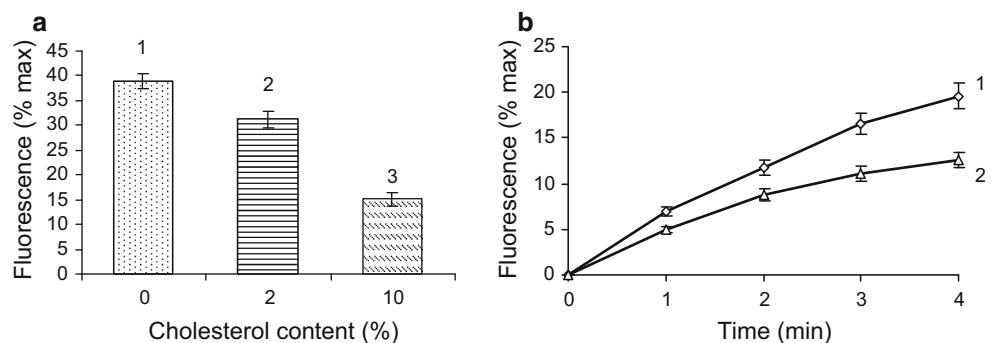 a
Fluorescence (% max)
45
40
35
30
25
20
15
10
5
0
1
2
3
0 2 10
Cholesterol content (%)
b
Fluorescence (% max)
25
20
15
10
5
0
1
2
0 1 2 3 4
Time (min)